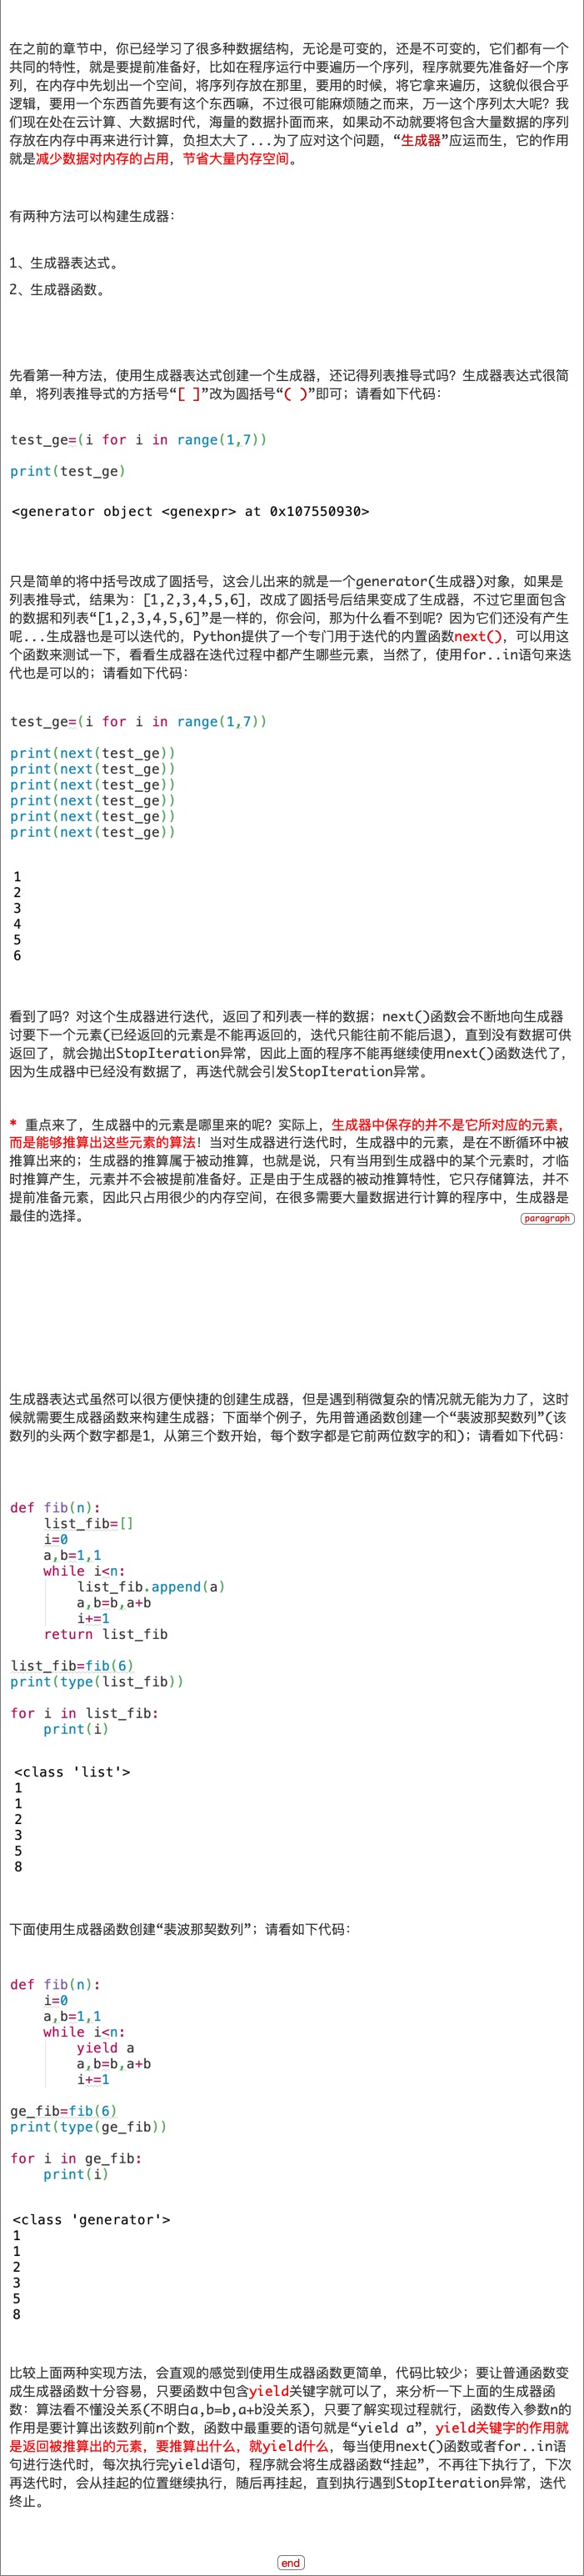 在之前的章节中，你已经学习了很多种数据结构，无论是可变的，还是不可变的，它们都有一个
共同的特性，就是要提前准备好，比如在程序运行中要遍历一个序列，程序就要先准备好一个序
列，在内存中先划出一个空间，将序列存放在那里，要用的时候，将它拿来遍历，这貌似很合乎
逻辑，要用一个东西首先要有这个东西嘛，不过很可能麻烦随之而来，万一这个序列太大呢？我
们现在处在云计算、大数据时代，海量的数据扑面而来，如果动不动就要将包含大量数据的序列
存放在内存中再来进行计算，负担太大了...为了应对这个问题，“生成器”应运而生，它的作用
就是减少数据对内存的占用，节省大量内存空间。
有两种方法可以构建生成器：
1、生成器表达式。
2、生成器函数。
先看第一种方法，使用生成器表达式创建一个生成器，还记得列表推导式吗？生成器表达式很简
单，将列表推导式的方括号“[ ]”改为圆括号“( )”即可；请看如下代码：
test_ge=(i for i in range(1,7))
print(test_ge)
<generator object <genexpr> at 0x107550930>
只是简单的将中括号改成了圆括号，这会儿出来的就是一个generator(生成器)对象，如果是
列表推导式，结果为：[1,2,3,4,5,6]，改成了圆括号后结果变成了生成器，不过它里面包含
的数据和列表“[1,2,3,4,5,6]”是一样的，你会问，那为什么看不到呢？因为它们还没有产生
呢...生成器也是可以迭代的，Python提供了一个专门用于迭代的内置函数next()，可以用这
个函数来测试一下，看看生成器在迭代过程中都产生哪些元素，当然了，使用for..in语句来迭
代也是可以的；请看如下代码：
test_ge=(i for i in range(1,7))
print(next(test_ge))
print(next(test_ge))
print(next(test_ge))
print(next(test_ge))
print(next(test_ge))
print(next(test_ge))
1
2
3
4
5
6
看到了吗？对这个生成器进行迭代，返回了和列表一样的数据；next()函数会不断地向生成器
讨要下一个元素(已经返回的元素是不能再返回的，迭代只能往前不能后退)，直到没有数据可供
返回了，就会抛出StopIteration异常，因此上面的程序不能再继续使用next()函数迭代了，
因为生成器中已经没有数据了，再迭代就会引发StopIteration异常。
* 重点来了，生成器中的元素是哪里来的呢？实际上，生成器中保存的并不是它所对应的元素，
而是能够推算出这些元素的算法！当对生成器进行迭代时，生成器中的元素，是在不断循环中被
推算出来的；生成器的推算属于被动推算，也就是说，只有当用到生成器中的某个元素时，才临
时推算产生，元素并不会被提前准备好。正是由于生成器的被动推算特性，它只存储算法，并不
提前准备元素，因此只占用很少的内存空间，在很多需要大量数据进行计算的程序中，生成器是
最佳的选择。
paragraph
生成器表达式虽然可以很方便快捷的创建生成器，但是遇到稍微复杂的情况就无能为力了，这时
候就需要生成器函数来构建生成器；下面举个例子，先用普通函数创建一个“裴波那契数列”(该
数列的头两个数字都是1，从第三个数开始，每个数字都是它前两位数字的和)；请看如下代码：
def fib(n):
    list_fib=[]
    i=0
    a,b=1,1
    while i<n:
        list_fib.append(a)
        a,b=b,a+b
        i+=1
    return list_fib
list_fib=fib(6)
print(type(list_fib))
for i in list_fib:
    print(i)
<class 'list'>
1
1
2
3
5
8
下面使用生成器函数创建“裴波那契数列”；请看如下代码：
def fib(n):
    i=0
    a,b=1,1
    while i<n:
        yield a
        a,b=b,a+b
        i+=1
ge_fib=fib(6)
print(type(ge_fib))
for i in ge_fib:
    print(i)
<class 'generator'>
1
1
2
3
5
8
比较上面两种实现方法，会直观的感觉到使用生成器函数更简单，代码比较少；要让普通函数变
成生成器函数十分容易，只要函数中包含yield关键字就可以了，来分析一下上面的生成器函
数：算法看不懂没关系(不明白a,b=b,a+b没关系)，只要了解实现过程就行，函数传入参数n的
作用是要计算出该数列前n个数，函数中最重要的语句就是“yield a”，yield关键字的作用就
是返回被推算出的元素，要推算出什么，就yield什么，每当使用next()函数或者for..in语
句进行迭代时，每次执行完yield语句，程序就会将生成器函数“挂起”，不再往下执行了，下次
再迭代时，会从挂起的位置继续执行，随后再挂起，直到执行遇到StopIteration异常，迭代
终止。
end